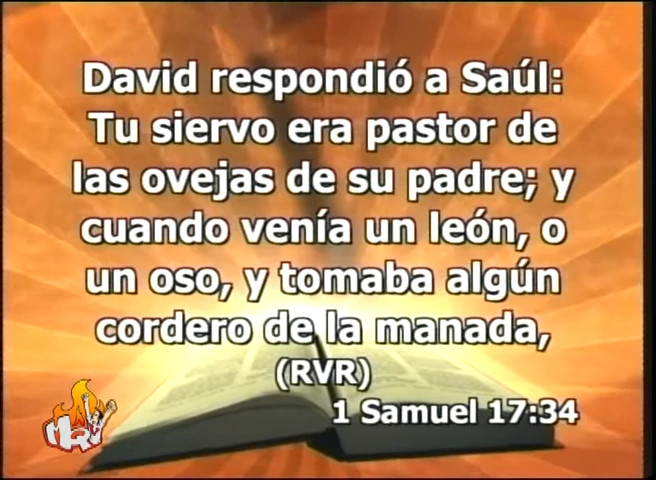 David respondió a Saúl:
Tu siervo era pastor de
las ovejas de su padre; y
cuando venía un león, o
un oso, y tomaba algún
cordero de la manada,
(RVR)
1 Samuel 17:34
MRV